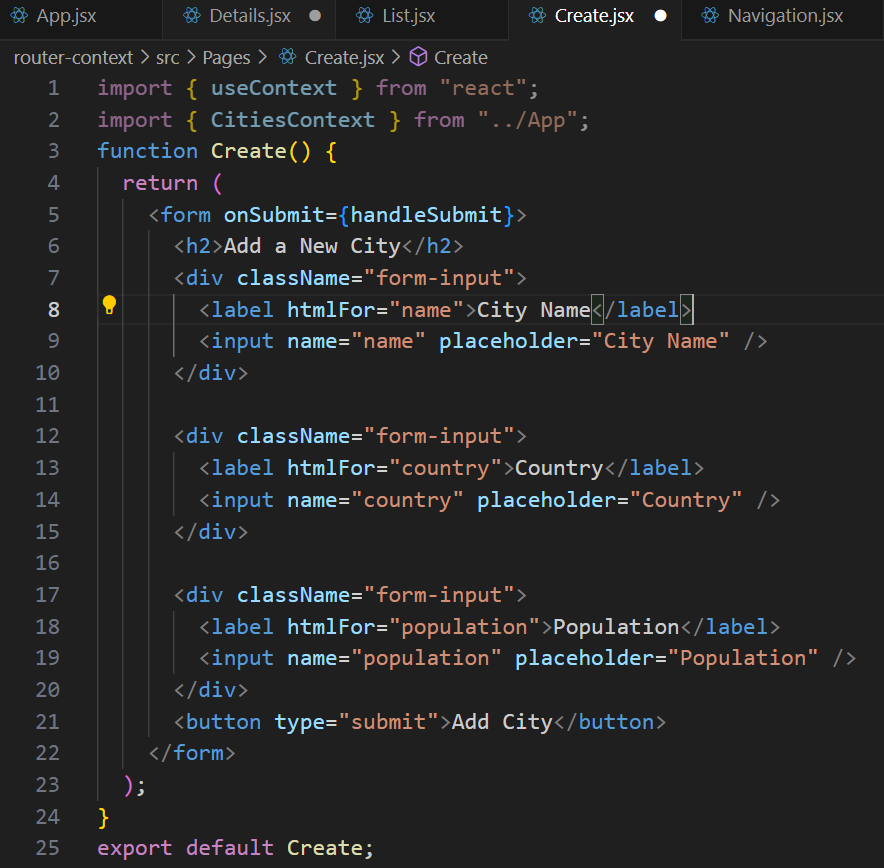 App.jsx Details.jsx List.jsx Create.jsx Navigation.jsx
router-context > src > Pages > Create.jsx > Create
1 import { useContext } from "react";
2 import { CitiesContext } from "../App";
3 function Create() {
4   return (
5     <form onSubmit={handleSubmit}>
6       <h2>Add a New City</h2>
7       <div className="form-input">
8         <label htmlFor="name">City Name</label>
9         <input name="name" placeholder="City Name" />
10       </div>
11
12       <div className="form-input">
13         <label htmlFor="country">Country</label>
14         <input name="country" placeholder="Country" />
15       </div>
16
17       <div className="form-input">
18         <label htmlFor="population">Population</label>
19         <input name="population" placeholder="Population" />
20       </div>
21       <button type="submit">Add City</button>
22     </form>
23   );
24 }
25 export default Create;